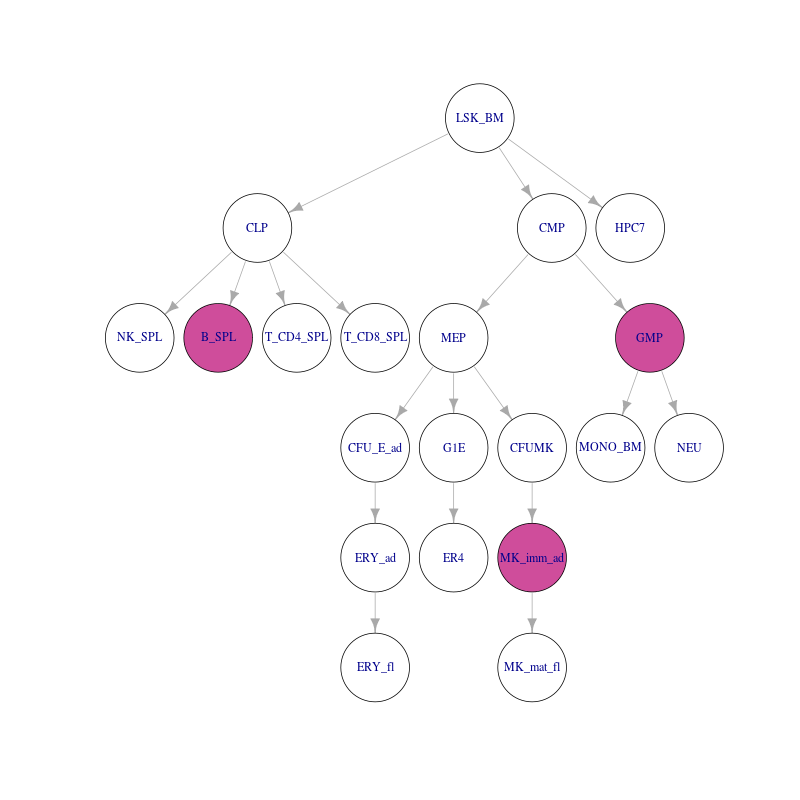 LSK_BM
CLP
CMP
HPC7
NK_SPL
B_SPL
T_CD4_SPL
T_CD8_SPL
MEP
GMP
CFU_E_ad
G1E
CFUMK
MONO_BM
NEU
ERY_ad
ER4
MK_imm_ad
ERY_fl
MK_mat_fl